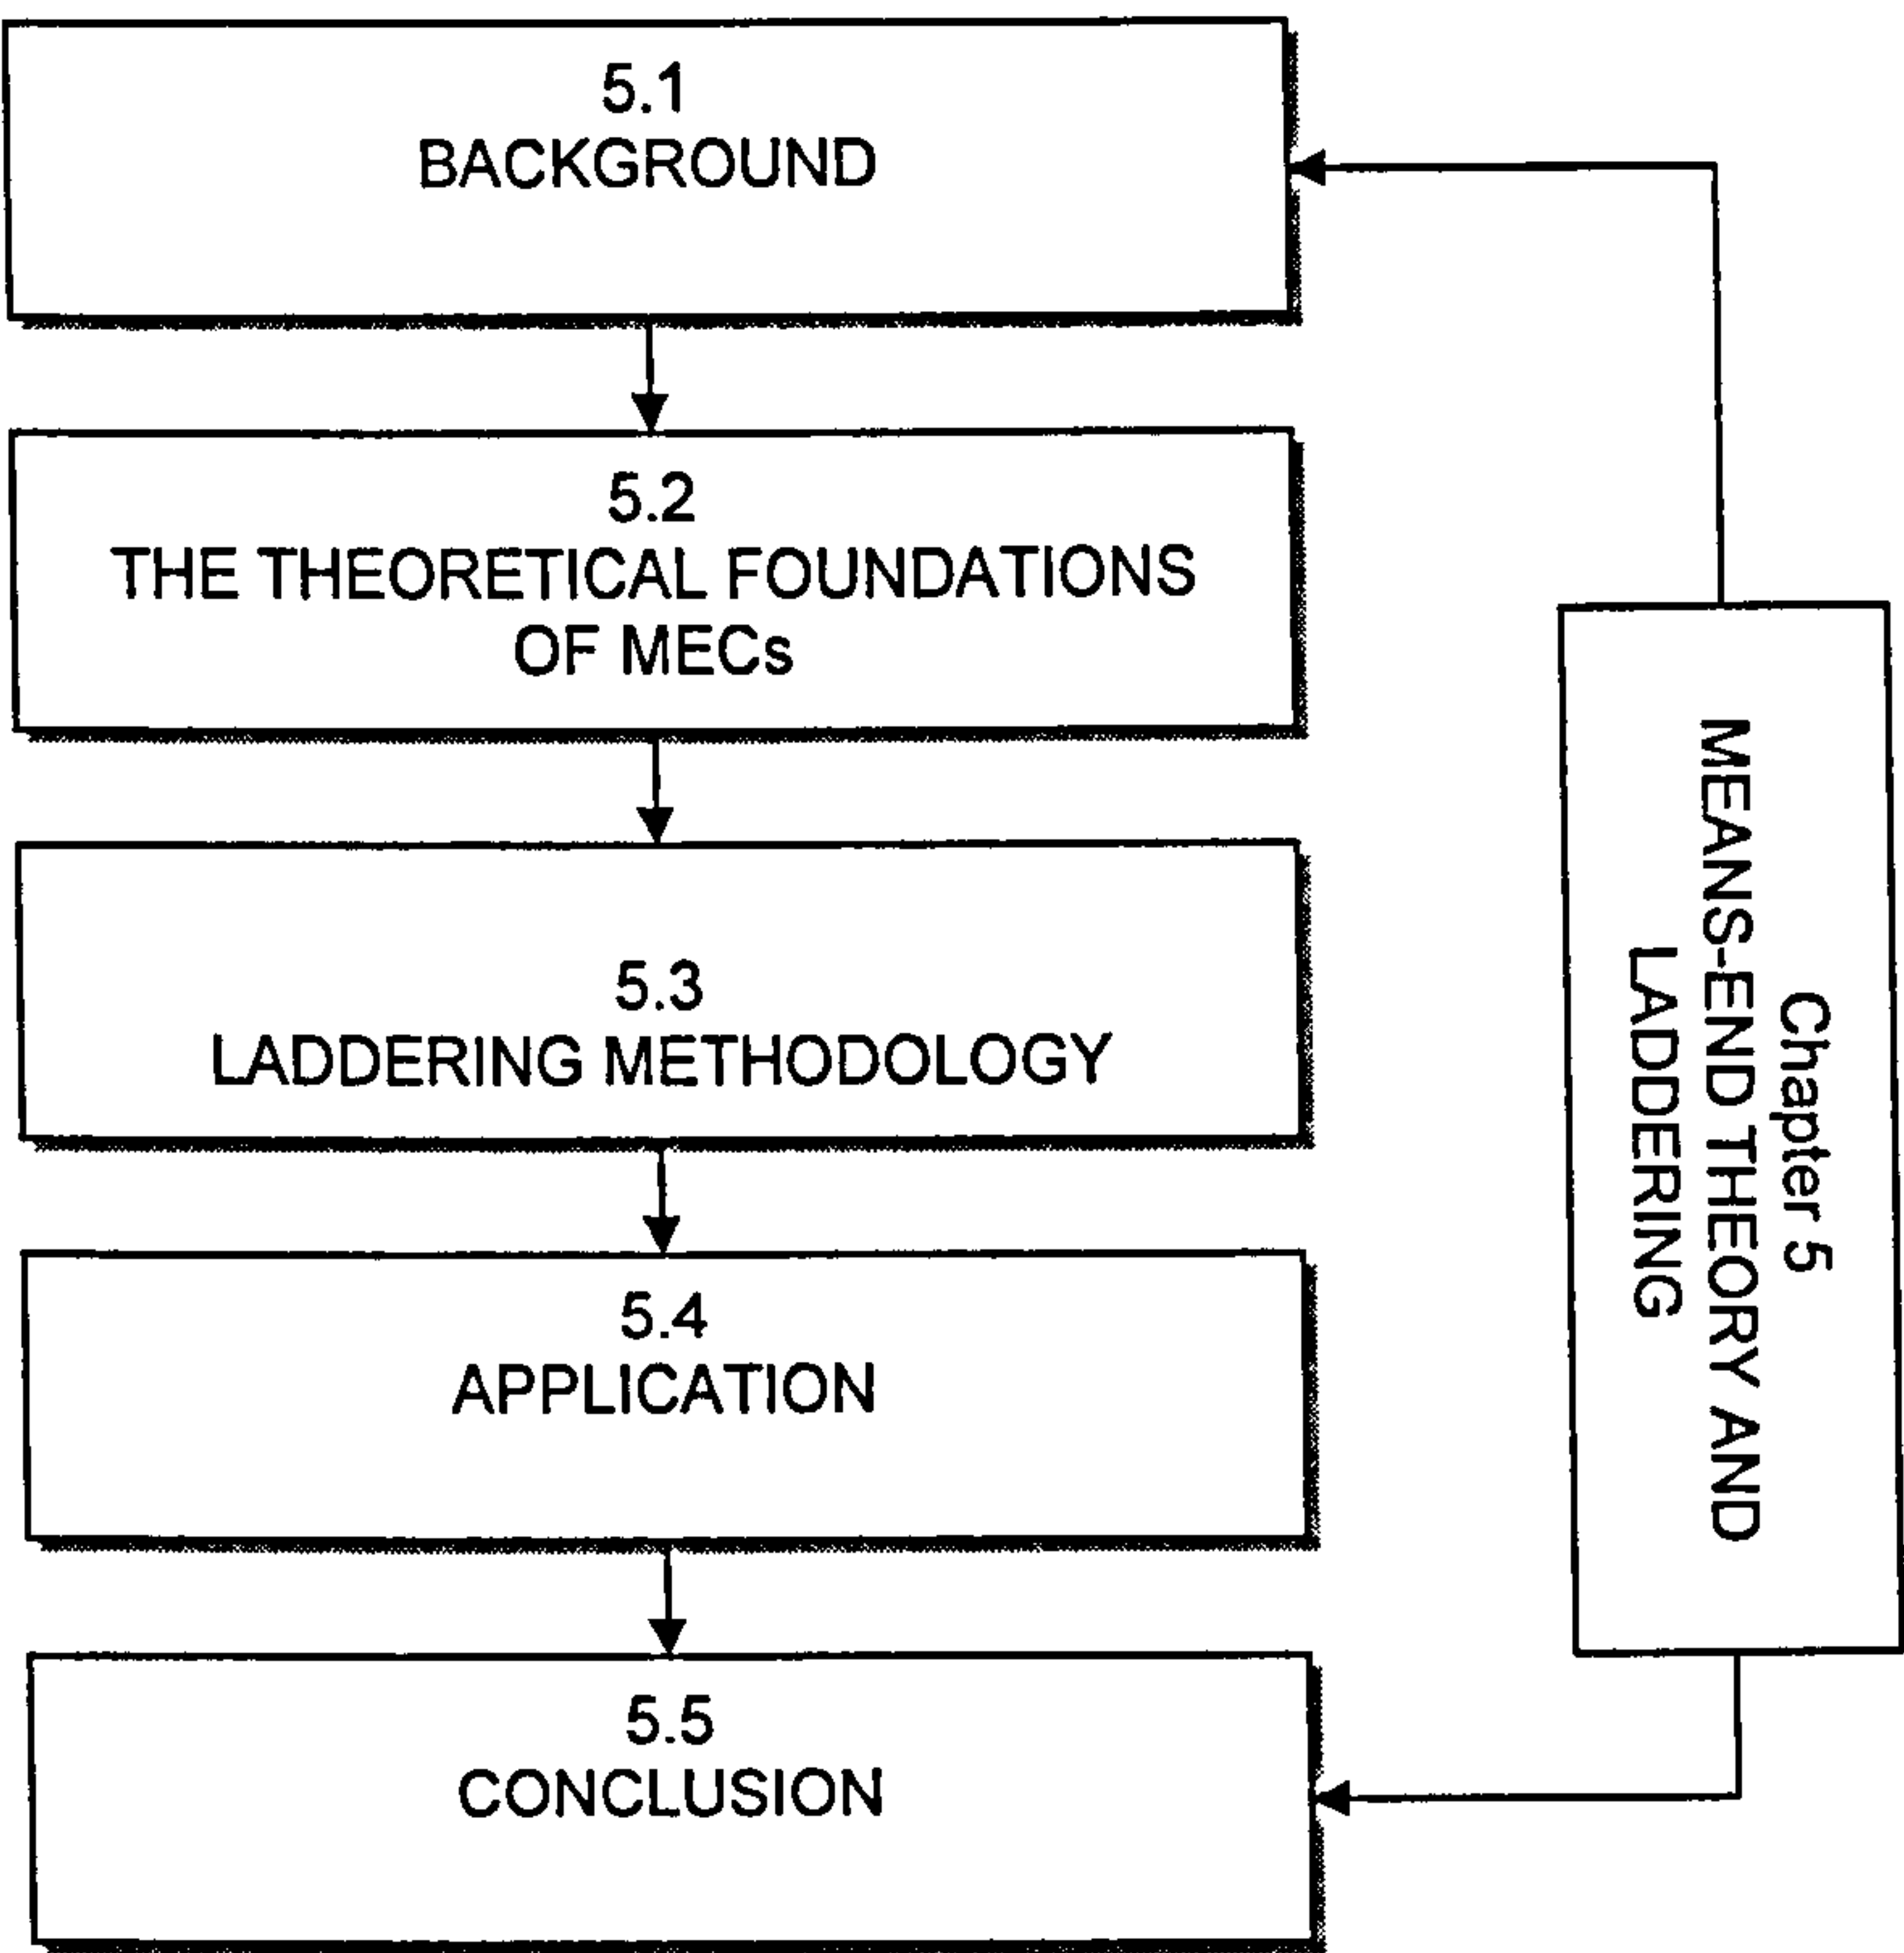 5.1
BACKGROUND
5.2
THE THEORETICAL FOUNDATIONS
OF MECs
5.3
LADDERING METHODOLOGY
5.4
APPLICATION
5.5
CONCLUSION
Chapter 5
MEANS-END THEORY AND
LADDERING